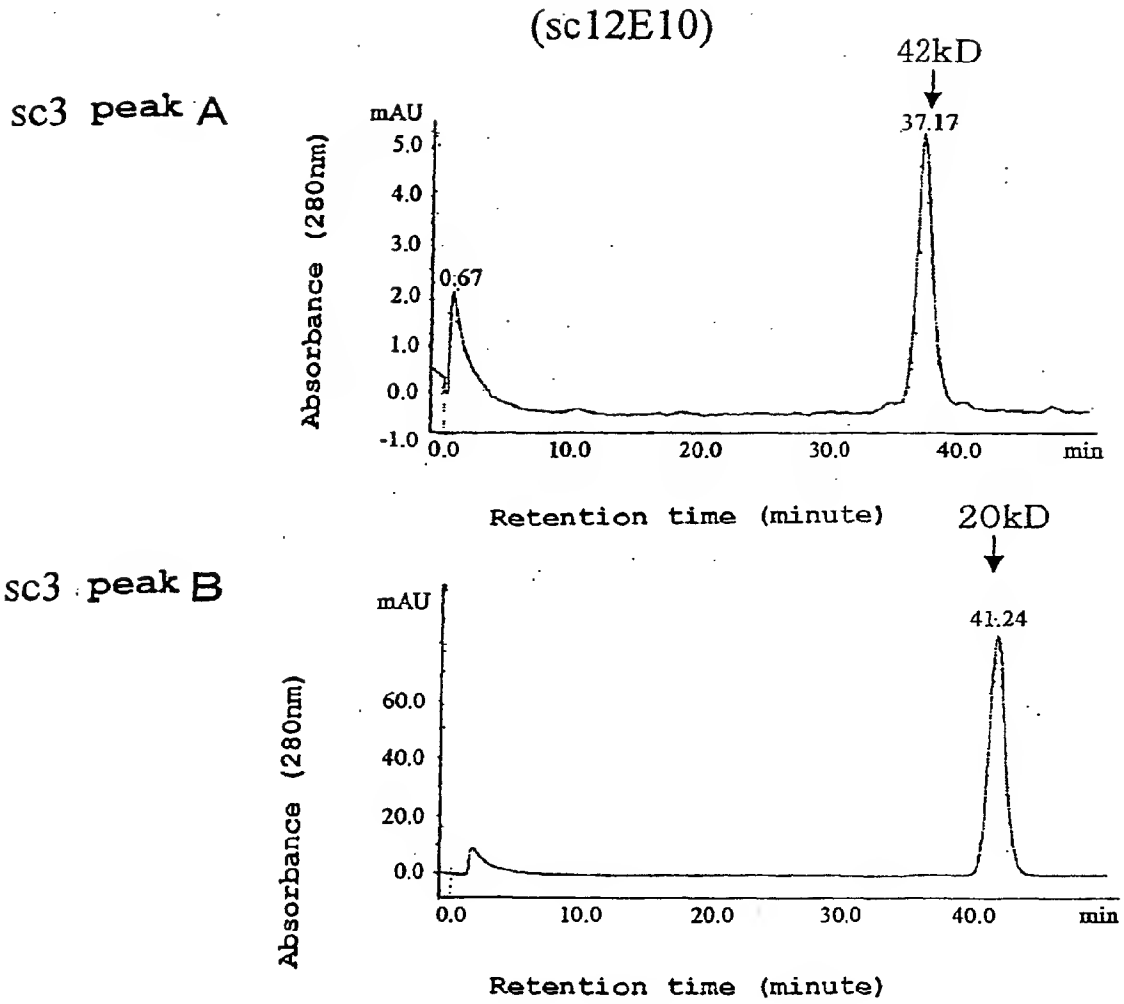 (sc12E10)
sc3 peak A
42kD
mAU
37.17
5.0
4.0
3.0
2.0
1.0
0.0
-1.0
0.67
Absorbance (280nm)
0.0 10.0 20.0 30.0 40.0 min
Retention time (minute)
sc3 peak B
20kD
mAU
41.24
60.0
40.0
20.0
0.0
Absorbance (280nm)
0.0 10.0 20.0 30.0 40.0 min
Retention time (minute)